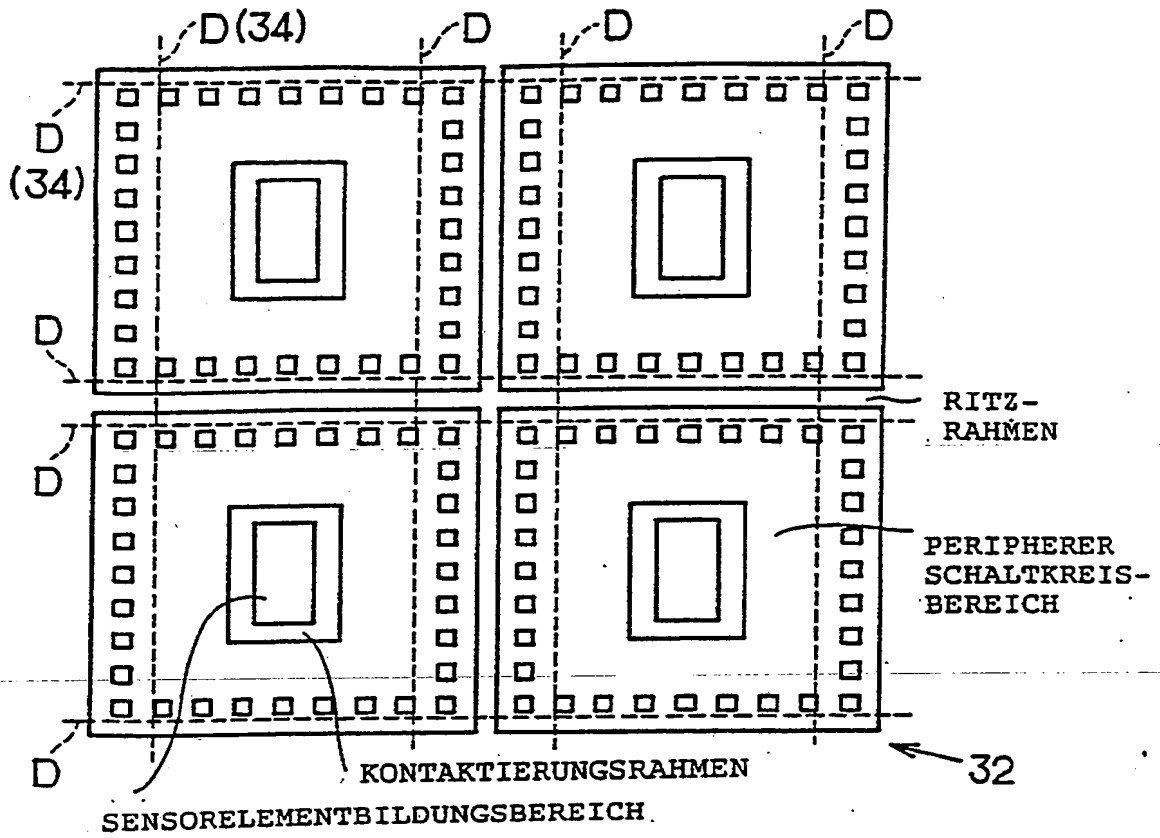 D (34)
D
D
D
D
(34)
D
RITZ-
RAHMEN
D
PERIPHERER
SCHALTKREIS-
BEREICH
D
32
KONTAKTIERUNGSRAHMEN
SENSORELEMENTBILDUNGSBEREICH